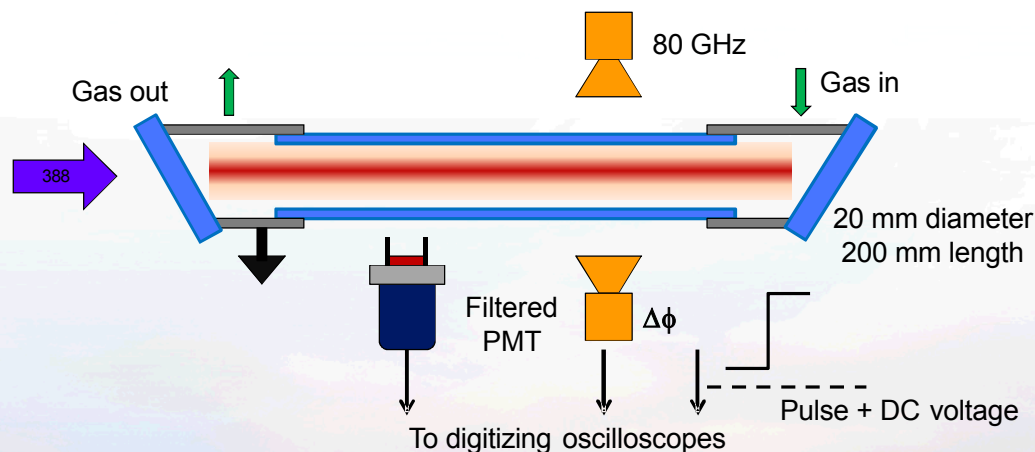 80 GHz
Gas out
Gas in
388
20 mm diameter
200 mm length
Filtered
PMT
Δϕ
Pulse + DC voltage
To digitizing oscilloscopes